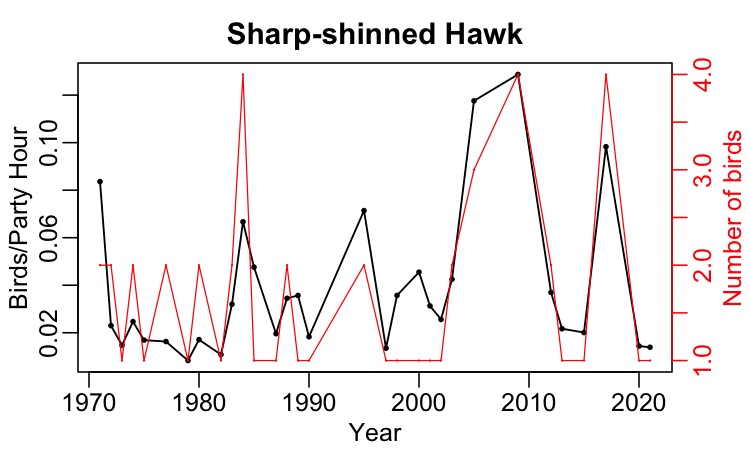 Sharp-shinned Hawk
Birds/Party Hour
0.02 0.06 0.10
1.0 2.0 3.0 4.0
Number of birds
1970 1980 1990 2000 2010 2020
Year